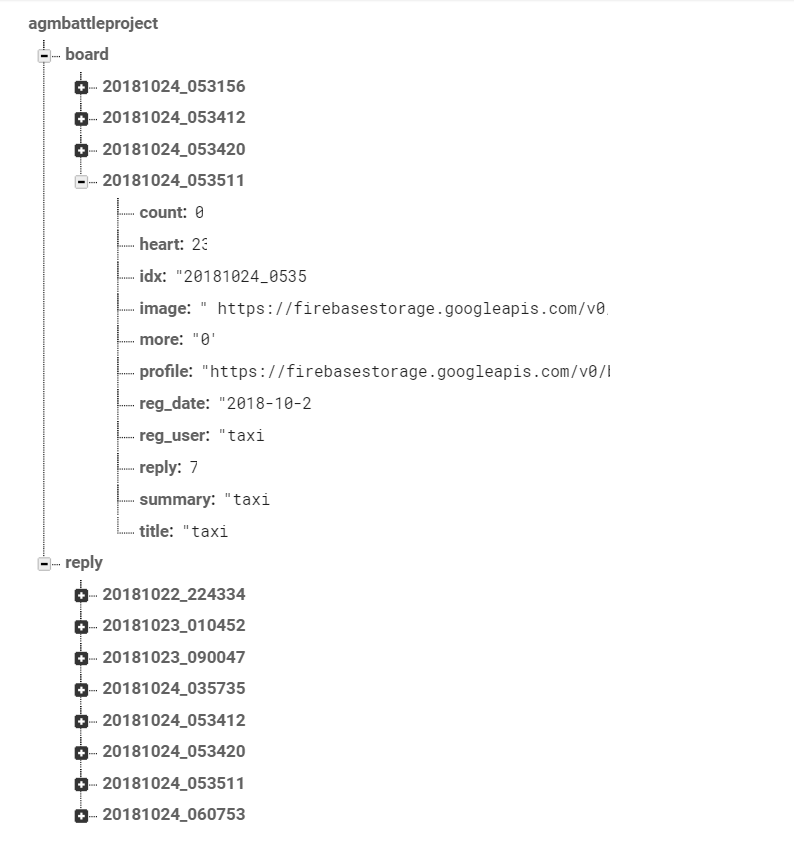 agmbattleproject
board
20181024_053156
20181024_053412
20181024_053420
20181024_053511
count: 0
heart: 23
idx: "20181024_0535
image: " https://firebasestorage.googleapis.com/v0
more: "0'
profile: "https://firebasestorage.googleapis.com/v0/
reg_date: "2018-10-2
reg_user: "taxi
reply: 7
summary: "taxi
title: "taxi
reply
20181022_224334
20181023_010452
20181023_090047
20181024_035735
20181024_053412
20181024_053420
20181024_053511
20181024_060753